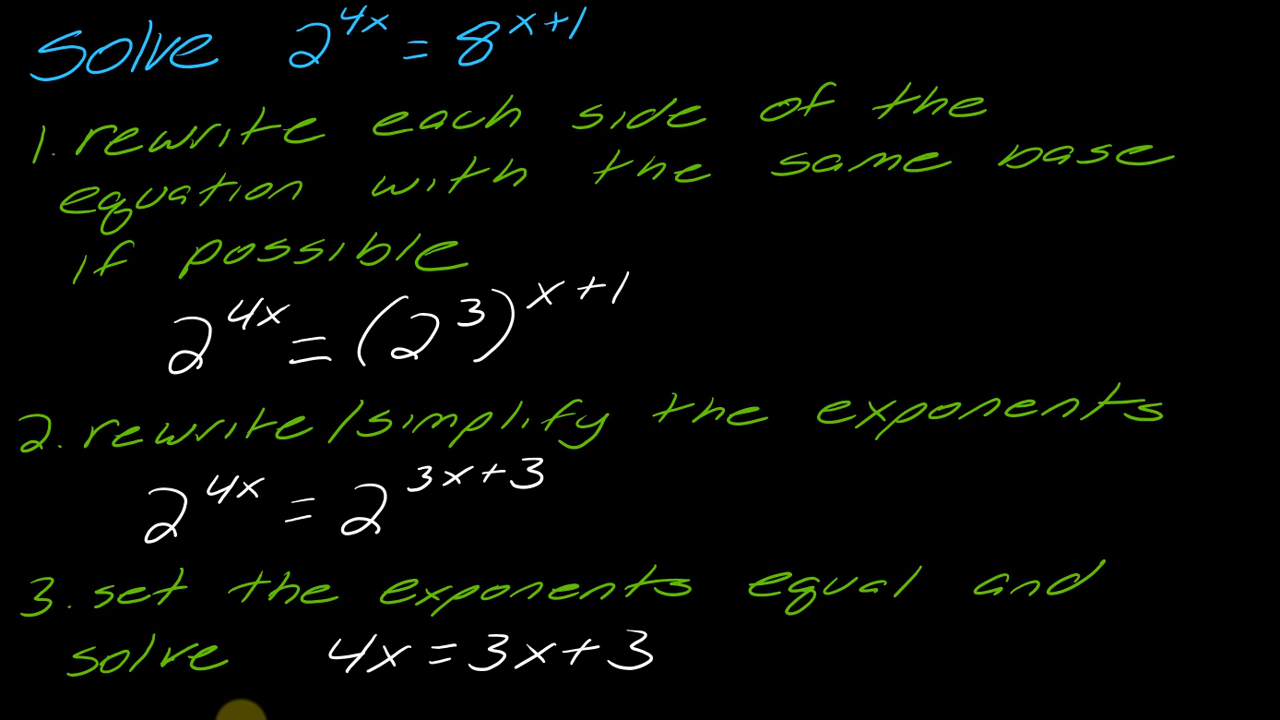 Solve 2^{4x} = 8^{x+1}
1. rewrite each side of the
equation with the same base
if possible
2^{4x} = (2^3)^{x+1}
2. rewrite/simplify the exponents
2^{4x} = 2^{3x+3}
3. set the exponents equal and
solve 4x = 3x + 3